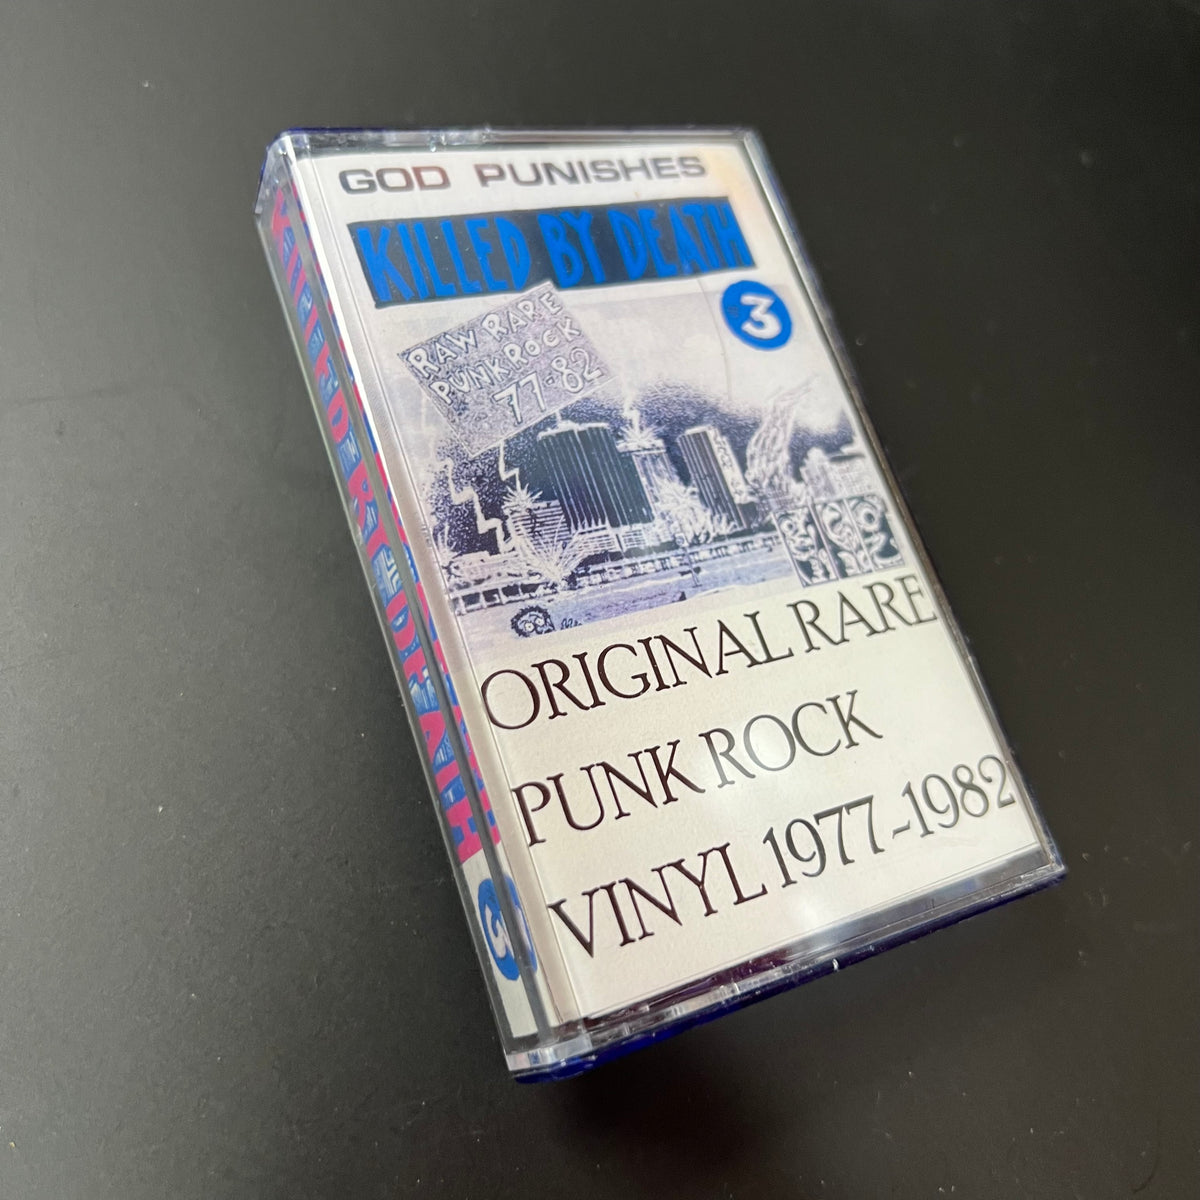 GOD PUNISHES
KILLED BY DEATH
#3
RAW RARE
PUNK ROCK
77-82
ORIGINAL RARE
PUNK ROCK
VINYL 1977-1982
KILLED BY DEATH
3